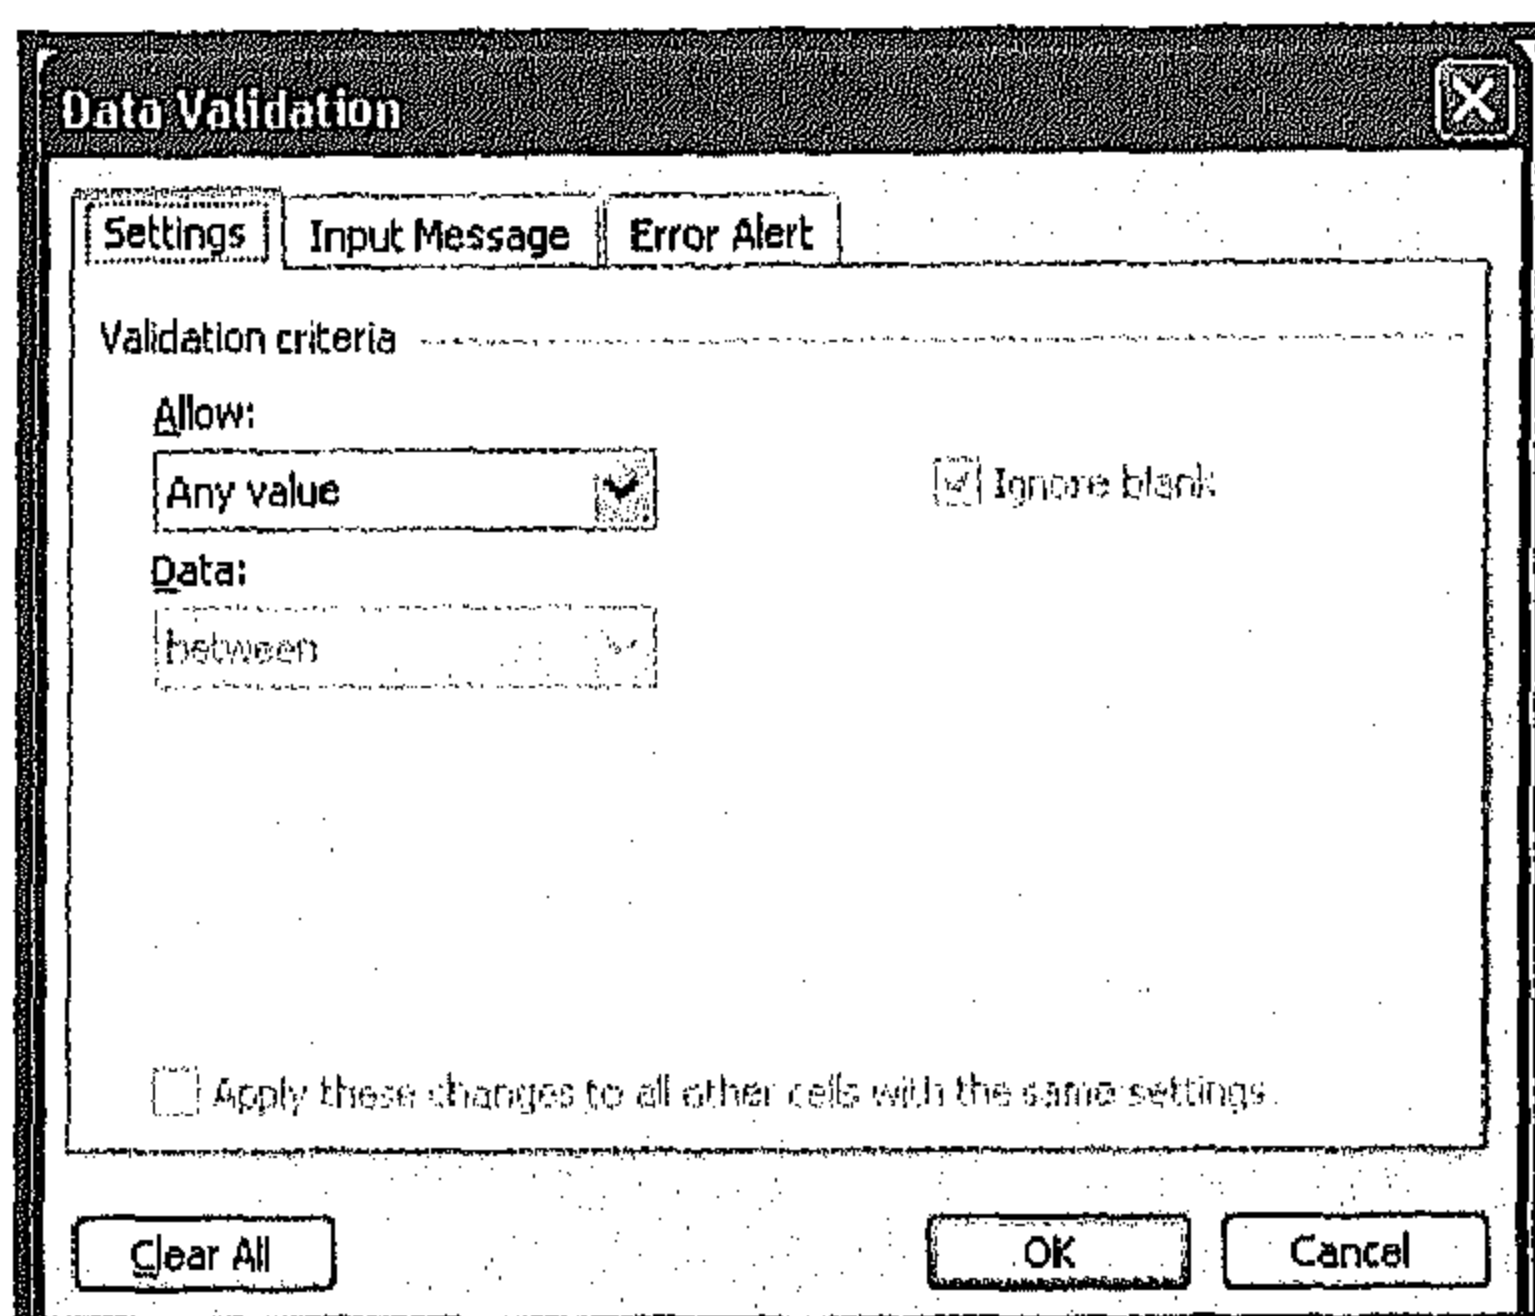 Data Validation
Settings Input Message Error Alert
Validation criteria
Allow:
Any value Ignore blank
Data:
between
Apply these changes to all other cells with the same settings
Clear All OK Cancel